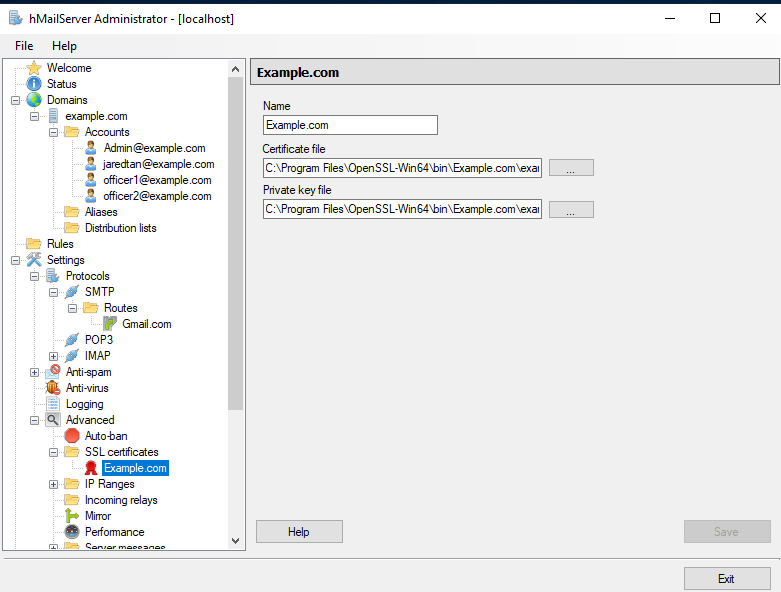 hMailServer Administrator - [localhost]
File Help
Welcome
Status
Domains
example.com
Accounts
Admin@example.com
jaredtan@example.com
officer1@example.com
officer2@example.com
Aliases
Distribution lists
Rules
Settings
Protocols
SMTP
Routes
Gmail.com
POP3
IMAP
Anti-spam
Anti-virus
Logging
Advanced
Auto-ban
SSL certificates
Example.com
IP Ranges
Incoming relays
Mirror
Performance
Server messages
Example.com
Name
Example.com
Certificate file
C:\Program Files\OpenSSL-Win64\bin\Example.com\exa
...
Private key file
C:\Program Files\OpenSSL-Win64\bin\Example.com\exa
...
Help
Save
Exit